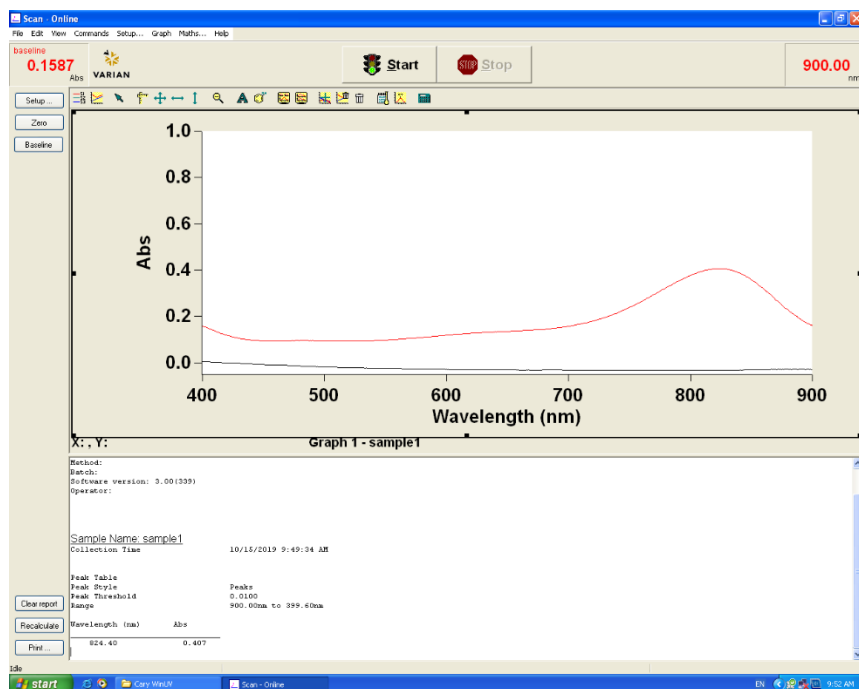 Scan - Online
File Edit View Commands Setup... Graph Maths... Help
baseline
0.1587
Abs
VARIAN
Start
STOP Stop
900.00
nm
Setup ...
Zero
Baseline
A
1.0
0.8
0.6
0.4
0.2
0.0
Abs
400 500 600 700 800 900
Wavelength (nm)
X: , Y: Graph 1 - sample1
Method:
Batch:
Software version: 3.00(339)
Operator:
Sample Name: sample1
Collection Time 10/15/2019 9:49:34 AM
Peak Table
Peak Style Peaks
Peak Threshold 0.0100
Range 900.00nm to 399.60nm
Wavelength (nm) Abs
824.40 0.407
Clear report
Recalculate
Print ...
Idle
start Cary WinUV Scan - Online EN 9:52 AM